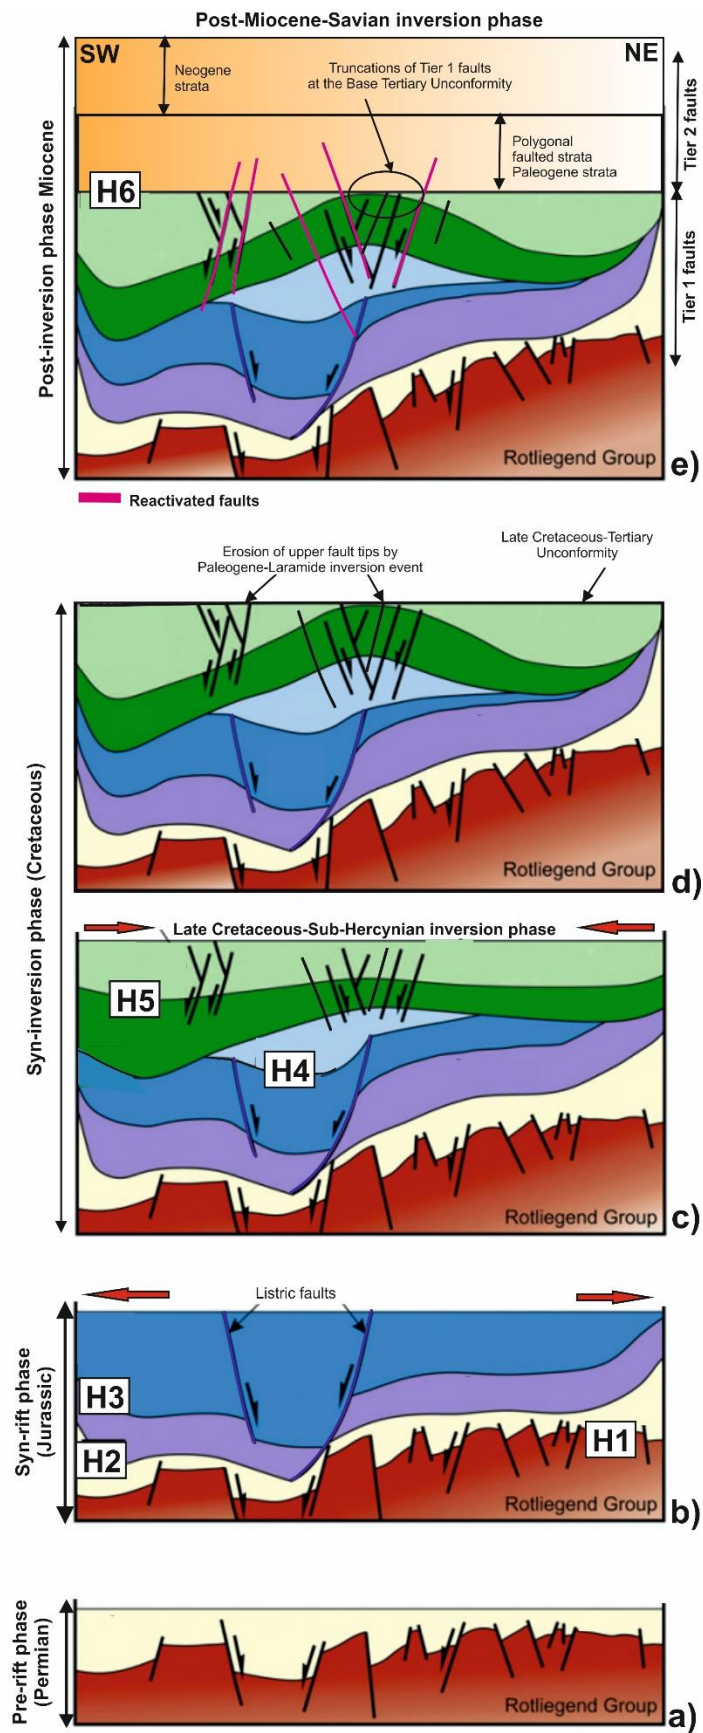 Post-Miocene-Savian inversion phase
SW
NE
Neogene
strata
Truncations of Tier 1 faults
at the Base Tertiary Unconformity
Polygonal
faulted strata
Paleogene strata
Tier 2 faults
H6
Tier 1 faults
Post-inversion phase Miocene
Rotliegend Group
e)
Reactivated faults
Erosion of upper fault tips by
Paleogene-Laramide inversion event
Late Cretaceous-Tertiary
Unconformity
Rotliegend Group
d)
Syn-inversion phase (Cretaceous)
Late Cretaceous-Sub-Hercynian inversion phase
H5
H4
Rotliegend Group
c)
Listric faults
Syn-rift phase
(Jurassic)
H3
H2
H1
Rotliegend Group
b)
Pre-rift phase
(Permian)
Rotliegend Group
a)